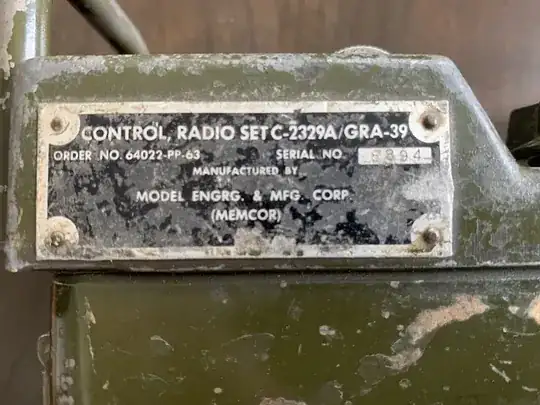 CONTROL, RADIO SET C-2329A/GRA-39
ORDER NO. 64022-PP-63 SERIAL NO.
MANUFACTURED BY
MODEL ENGRG. & MFG. CORP.
(MEMCOR)